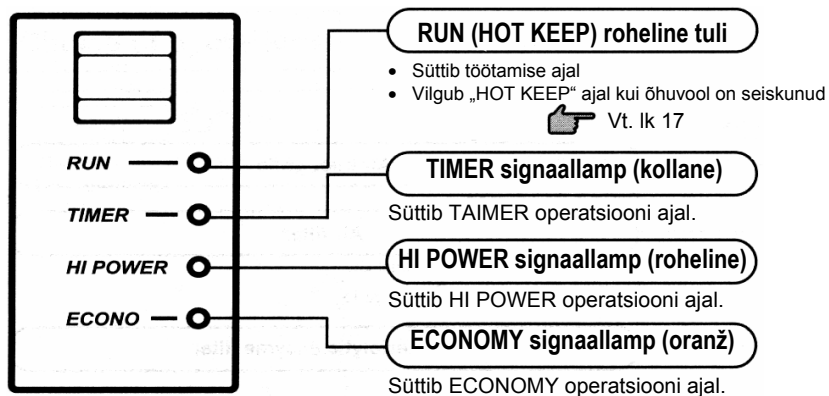 RUN
TIMER
HI POWER
ECONO
RUN (HOT KEEP) roheline tuli
• Süttib töötamise ajal
• Vilgub „HOT KEEP“ ajal kui õhuvool on seiskunud
Vt. lk 17
TIMER signaallamp (kollane)
Süttib TAIMER operatsiooni ajal.
HI POWER signaallamp (roheline)
Süttib HI POWER operatsiooni ajal.
ECONOMY signaallamp (oranž)
Süttib ECONOMY operatsiooni ajal.